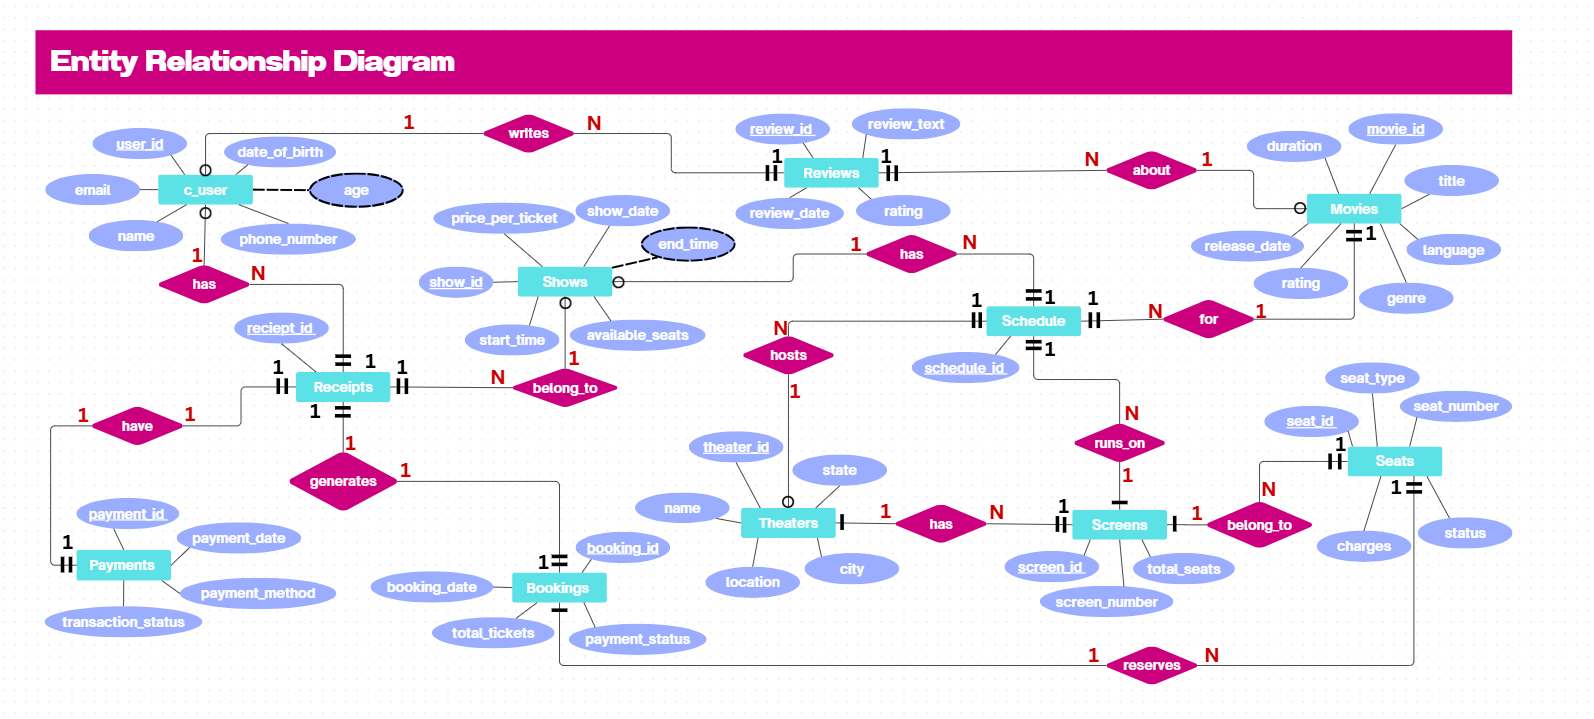 Entity Relationship Diagram
1
writes
N
user_id
date_of_birth
email
c_user
age
name
phone_number
1
has
N
review_id
review_text
1
Reviews
1
review_date
rating
N
about
1
duration
movie_id
title
Movies
release_date
language
rating
genre
1
price_per_ticket
show_date
end_time
show_id
Shows
start_time
available_seats
1
has
N
1
1
Schedule
1
1
schedule_id
N
for
1
N
hosts
1
reciept_id
1
1
Receipts
1
1
N
1
belong_to
1
have
1
1
generates
1
N
runs_on
1
seat_type
seat_number
seat_id
1
Seats
1
charges
status
N
belong_to
1
theater_id
state
name
Theaters
location
city
1
has
N
1
Screens
screen_id
total_seats
screen_number
payment_id
payment_date
1
Payments
payment_method
transaction_status
1
booking_id
booking_date
Bookings
total_tickets
payment_status
1
reserves
N